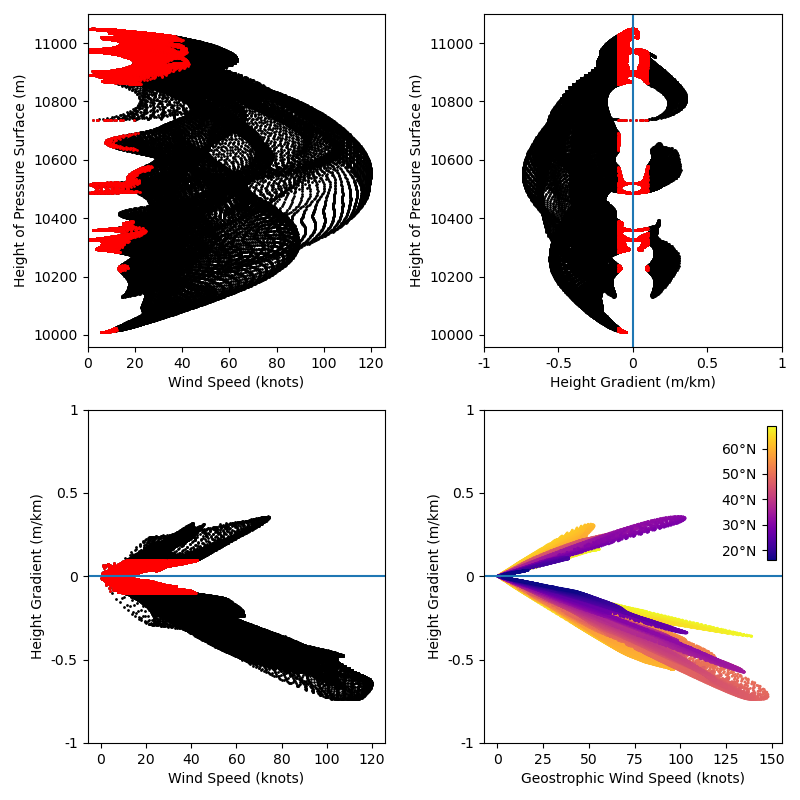 11000
10800
10600
10400
10200
10000
Height of Pressure Surface (m)
0 20 40 60 80 100 120
Wind Speed (knots)
11000
10800
10600
10400
10200
10000
Height of Pressure Surface (m)
-1 -0.5 0 0.5 1
Height Gradient (m/km)
1
0.5
0
-0.5
-1
Height Gradient (m/km)
0 20 40 60 80 100 120
Wind Speed (knots)
1
0.5
0
-0.5
-1
Height Gradient (m/km)
60°N
50°N
40°N
30°N
20°N
0 25 50 75 100 125 150
Geostrophic Wind Speed (knots)